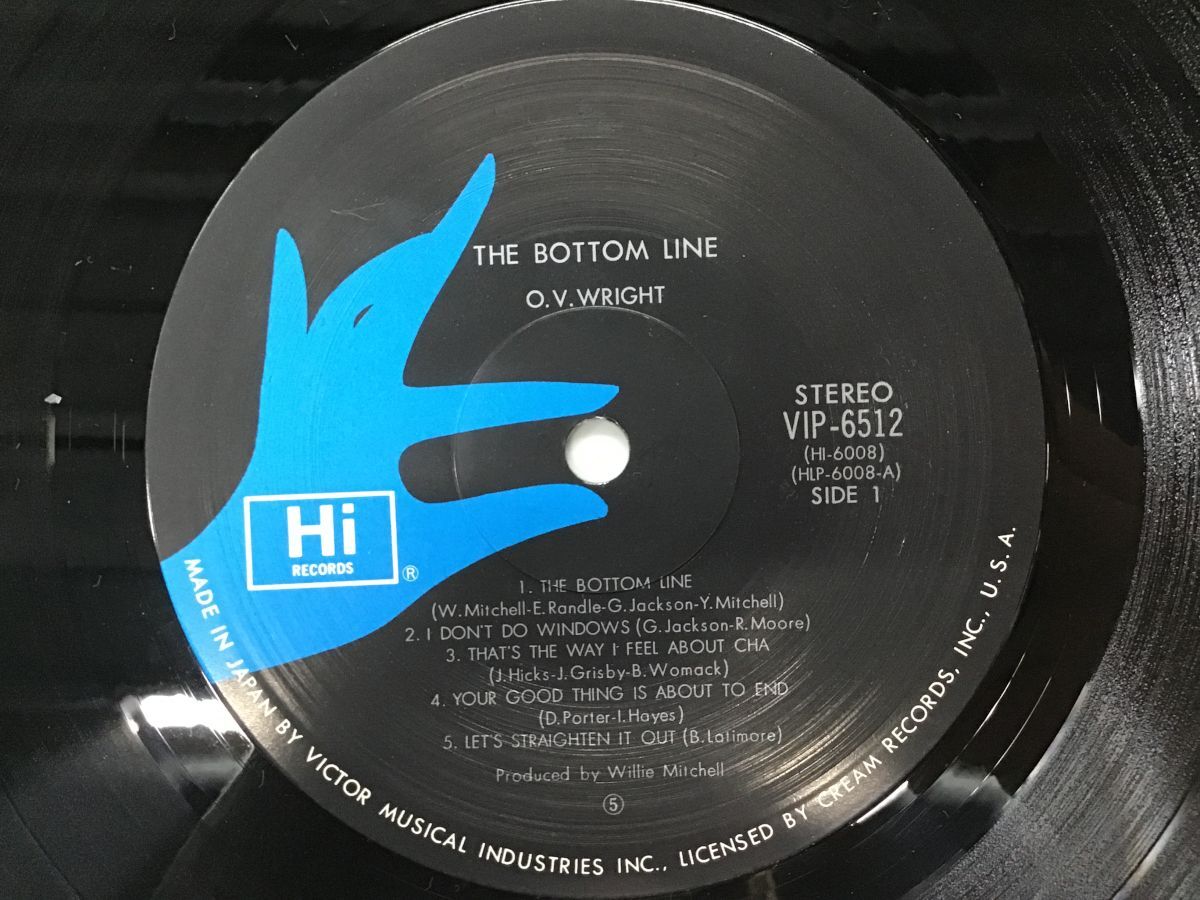 THE BOTTOM LINE
O.V.WRIGHT
STEREO
VIP-6512
(HI-6008)
(HLP-6008-A)
SIDE 1
Hi
RECORDS
®
1. THE BOTTOM LINE
(W.Mitchell-E.Randle-G.Jackson-Y.Mitchell)
2. I DON'T DO WINDOWS (G.Jackson-R.Moore)
3. THAT'S THE WAY I FEEL ABOUT CHA
(J.Hicks-J.Grisby-B.Womack)
4. YOUR GOOD THING IS ABOUT TO END
(D.Porter-I.Hayes)
5. LET'S STRAIGHTEN IT OUT (B.Latimore)
Produced by Willie Mitchell
⑤
MADE IN JAPAN BY VICTOR MUSICAL INDUSTRIES INC., LICENSED BY CREAM RECORDS, INC., U.S.A.